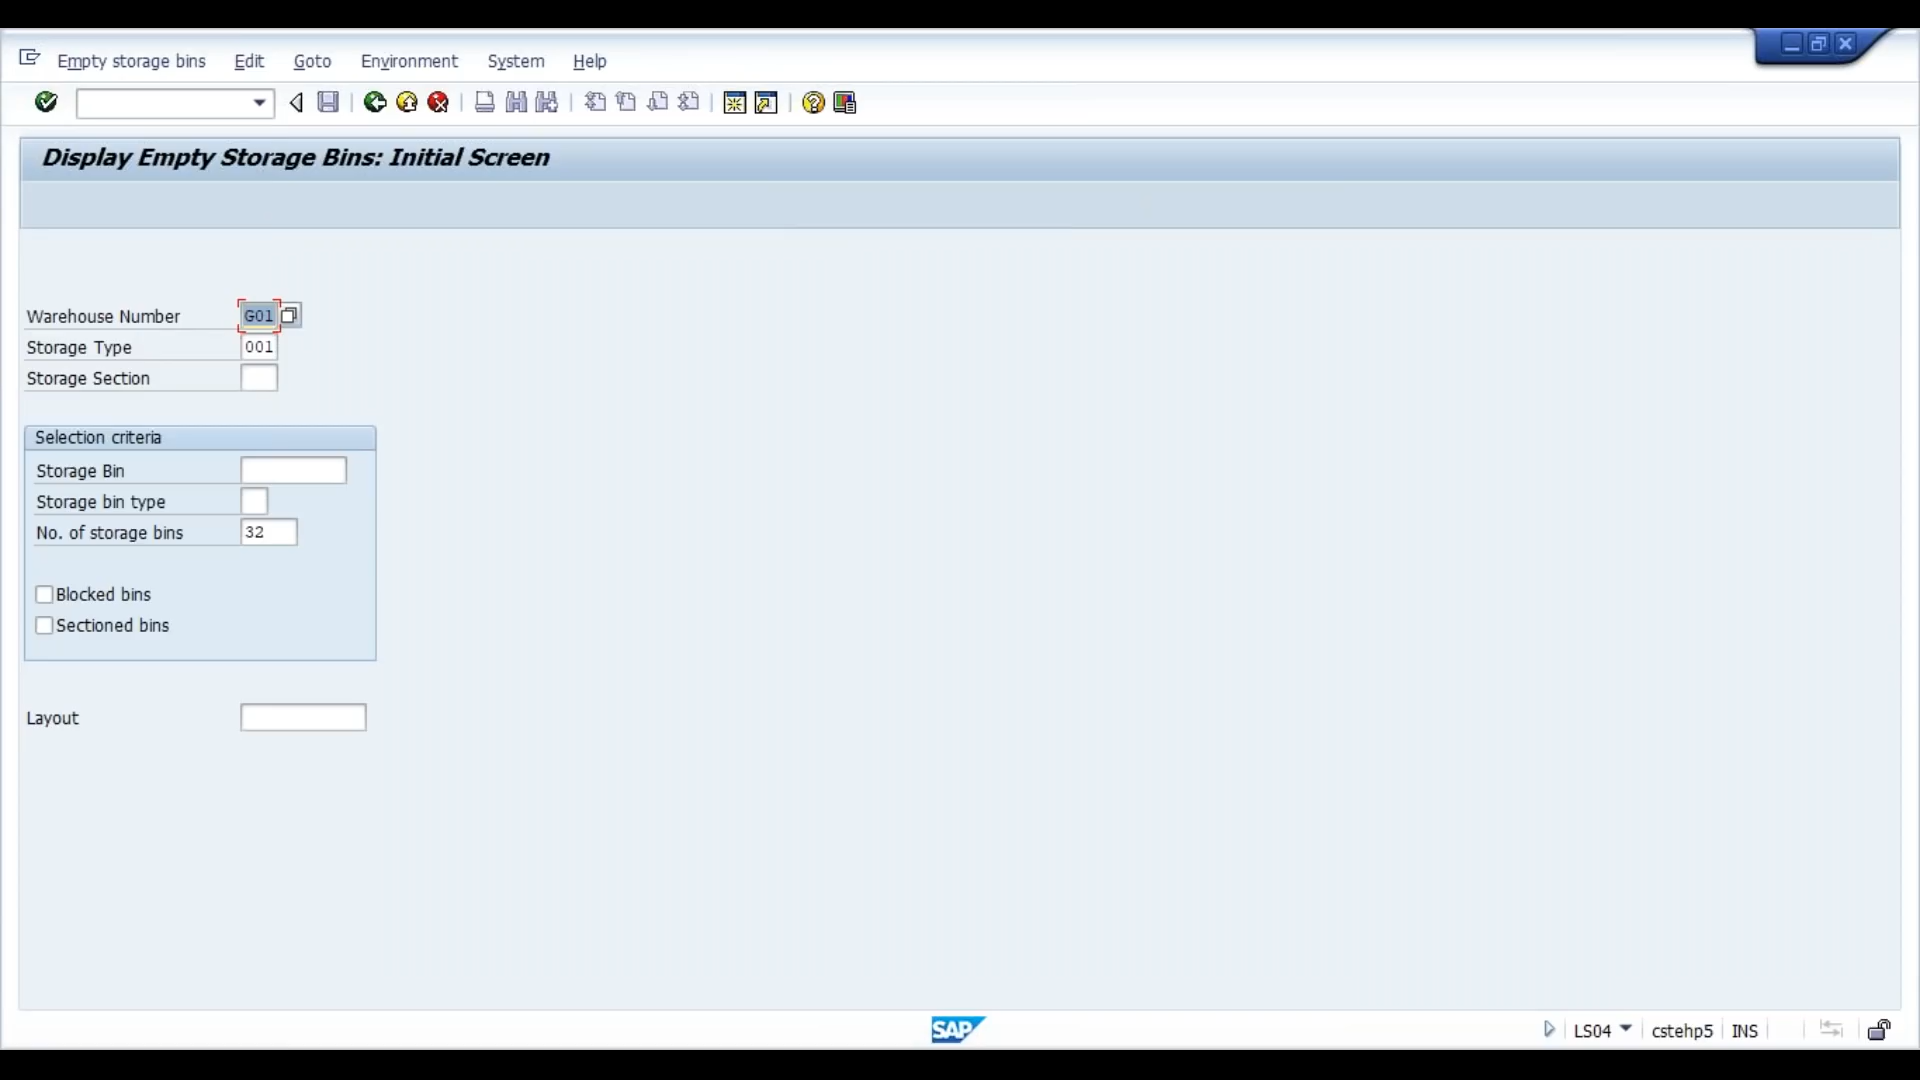 Empty storage bins Edit Goto Environment System Help
Display Empty Storage Bins: Initial Screen
Warehouse Number G01
Storage Type 001
Storage Section
Selection criteria
Storage Bin
Storage bin type
No. of storage bins 32
Blocked bins
Sectioned bins
Layout
SAP LS04 cstehp5 INS